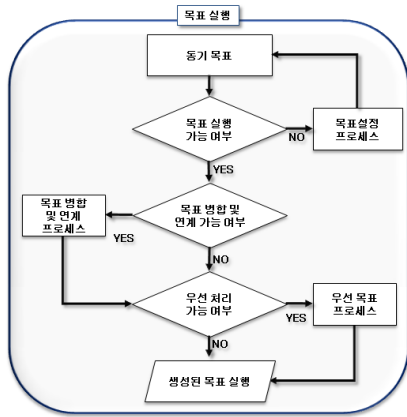 목표 실행
동기 목표
목표 실행
가능 여부
NO
목표설정
프로세스
YES
목표 병합
및 연계
프로세스
YES
목표 병합 및
연계 가능 여부
NO
우선 처리
가능 여부
YES
우선 목표
프로세스
NO
생성된 목표 실행